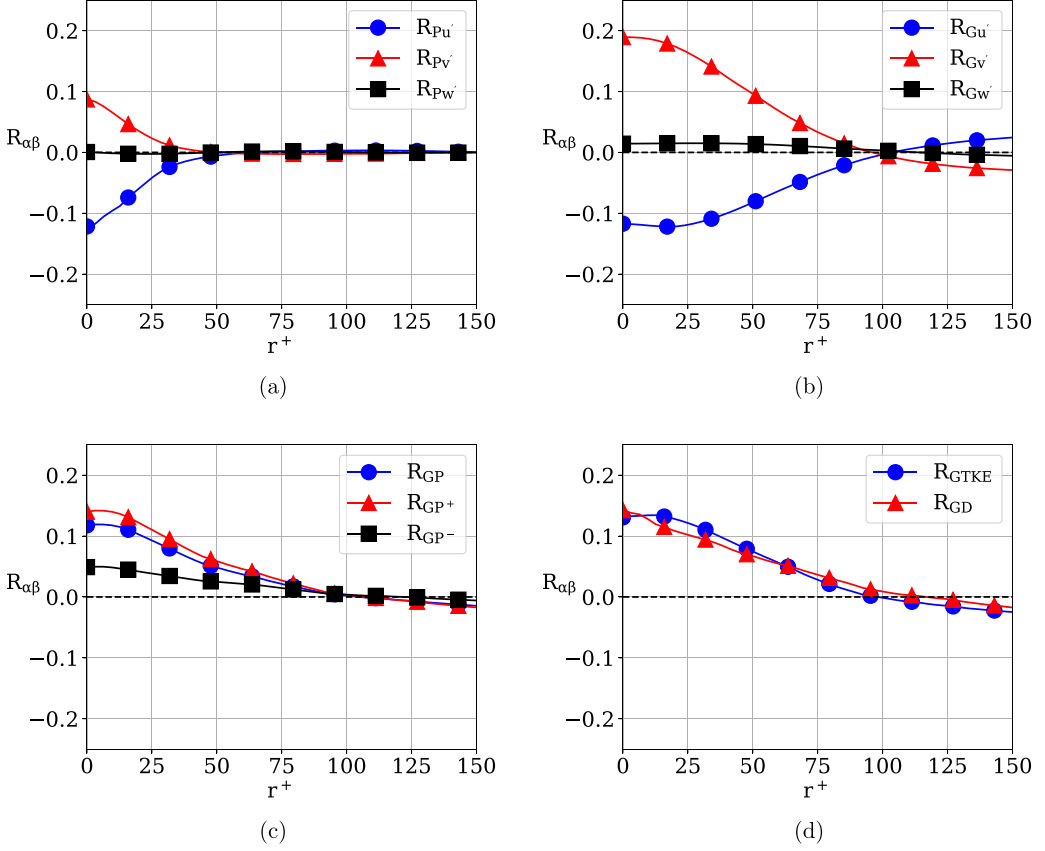 R_Pu′
R_Pv′
R_Pw′
0.2
0.1
0.0
−0.1
−0.2
R_αβ
0 25 50 75 100 125 150
r⁺
(a)
R_Gu′
R_Gv′
R_Gw′
0.2
0.1
0.0
−0.1
−0.2
R_αβ
0 25 50 75 100 125 150
r⁺
(b)
R_GP
R_GP⁺
R_GP⁻
0.2
0.1
0.0
−0.1
−0.2
R_αβ
0 25 50 75 100 125 150
r⁺
(c)
R_GTKE
R_GD
0.2
0.1
0.0
−0.1
−0.2
R_αβ
0 25 50 75 100 125 150
r⁺
(d)